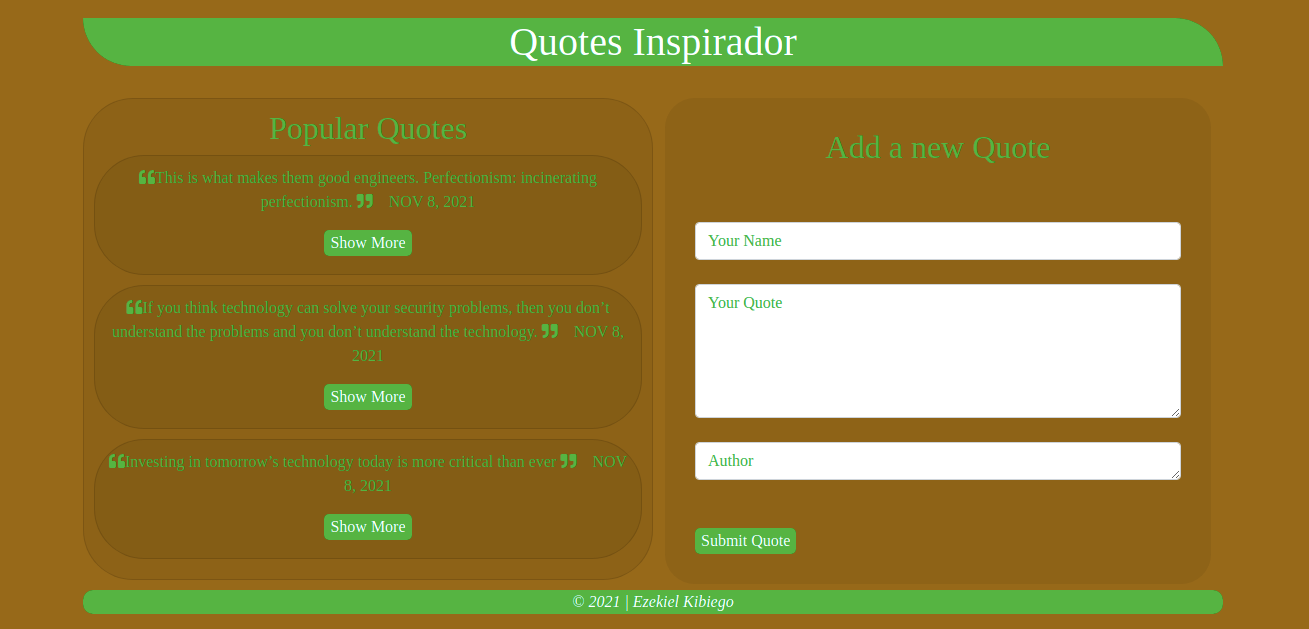 Quotes Inspirador
Popular Quotes
❝This is what makes them good engineers. Perfectionism: incinerating
perfectionism. ❞ NOV 8, 2021
Show More
❝If you think technology can solve your security problems, then you don’t
understand the problems and you don’t understand the technology. ❞ NOV 8,
2021
Show More
❝Investing in tomorrow’s technology today is more critical than ever ❞ NOV
8, 2021
Show More
Add a new Quote
Your Name
Your Quote
Author
Submit Quote
© 2021 | Ezekiel Kibiego